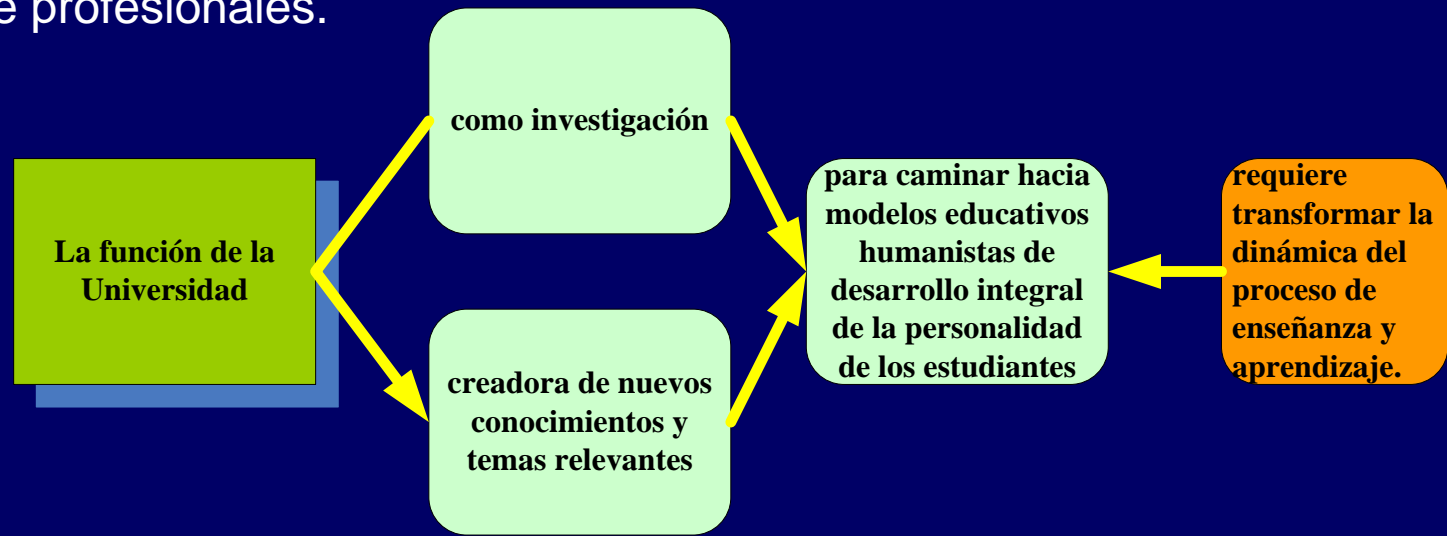 e profesionales.
como investigación
La función de la
Universidad
creadora de nuevos
conocimientos y
temas relevantes
para caminar hacia
modelos educativos
humanistas de
desarrollo integral
de la personalidad
de los estudiantes
requiere
transformar la
dinámica del
proceso de
enseñanza y
aprendizaje.